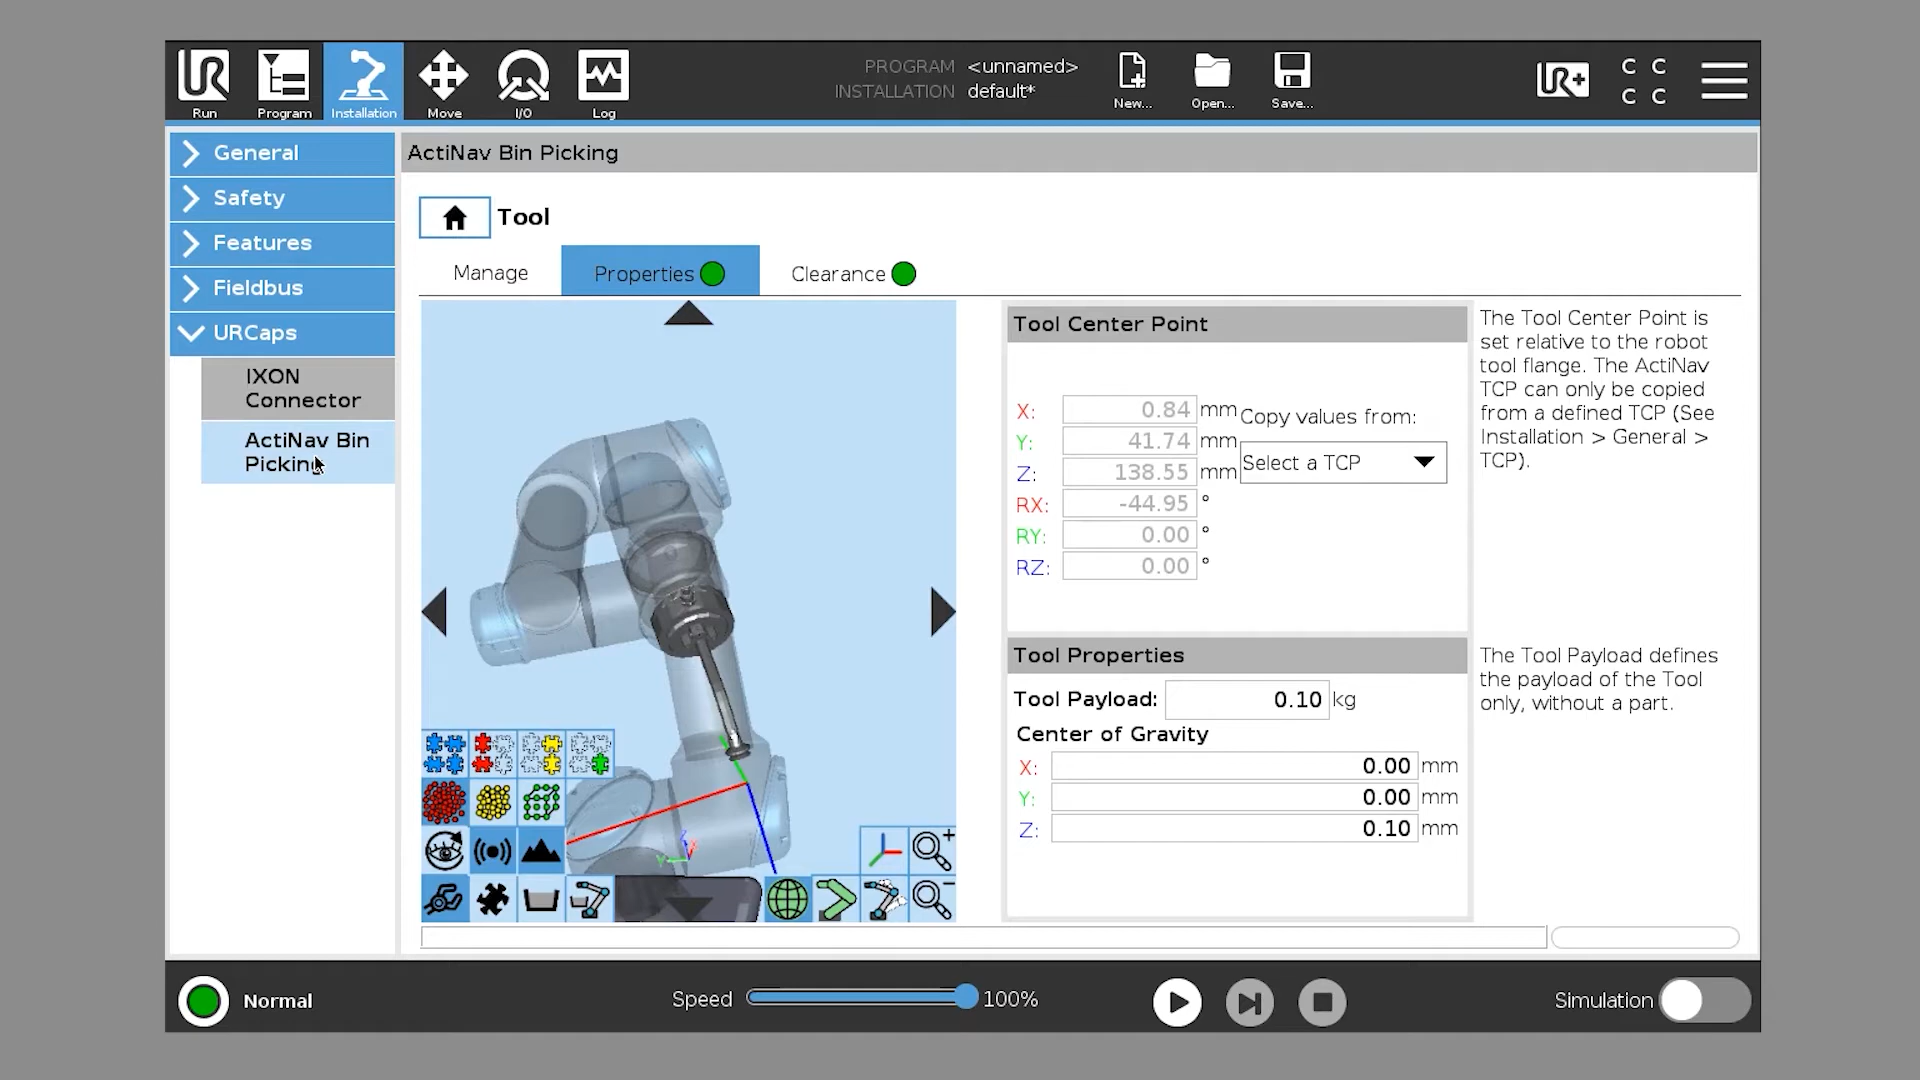 PROGRAM <unnamed>
INSTALLATION default*
Run
Program
Installation
Move
I/O
Log
New...
Open...
Save...
UR+
C C
C C
General
Safety
Features
Fieldbus
URCaps
IXON
Connector
ActiNav Bin
Picking
ActiNav Bin Picking
Tool
Manage
Properties
Clearance
Tool Center Point
X: 0.84 mm
Y: 41.74 mm
Z: 138.55 mm
RX: -44.95 °
RY: 0.00 °
RZ: 0.00 °
Copy values from:
Select a TCP
The Tool Center Point is
set relative to the robot
tool flange. The ActiNav
TCP can only be copied
from a defined TCP (See
Installation > General >
TCP).
Tool Properties
Tool Payload: 0.10 kg
Center of Gravity
X: 0.00 mm
Y: 0.00 mm
Z: 0.10 mm
The Tool Payload defines
the payload of the Tool
only, without a part.
Y
Normal
Speed 100%
Simulation